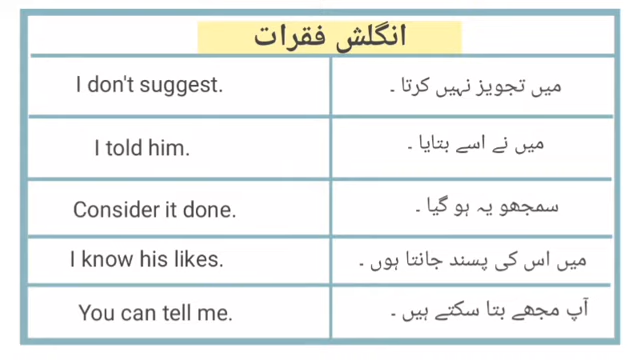 انگلش فقرات
I don't suggest.
میں تجویز نہیں کرتا ۔
I told him.
میں نے اسے بتایا ۔
Consider it done.
سمجھو یہ ہو گیا ۔
I know his likes.
میں اس کی پسند جانتا ہوں ۔
You can tell me.
آپ مجھے بتا سکتے ہیں ۔